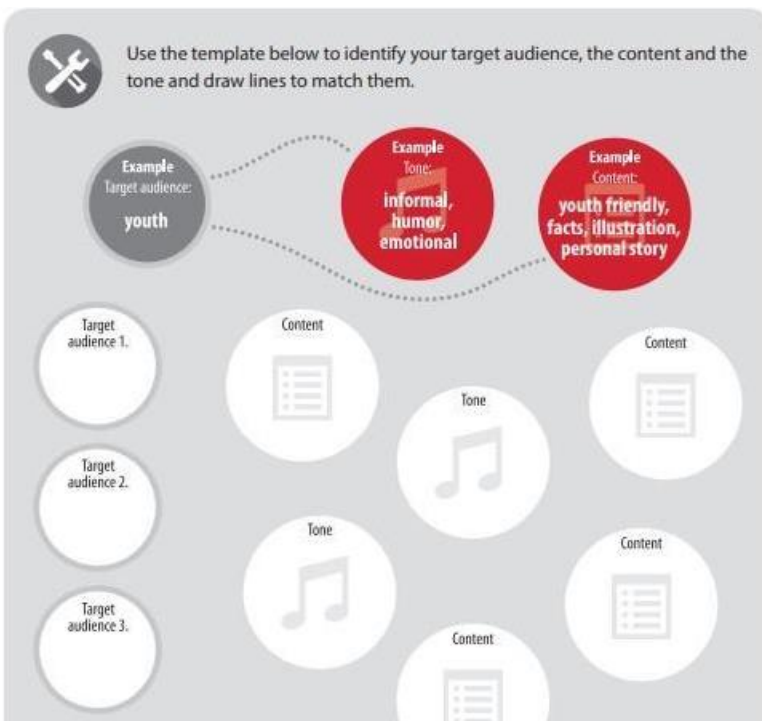 Use the template below to identify your target audience, the content and the
tone and draw lines to match them.
Example
Target audience:
youth
Example
Tone:
informal,
humor,
emotional
Example
Content:
youth friendly,
facts, illustration,
personal story
Target
audience 1.
Content
Content
Tone
Target
audience 2.
Tone
Content
Target
audience 3.
Content